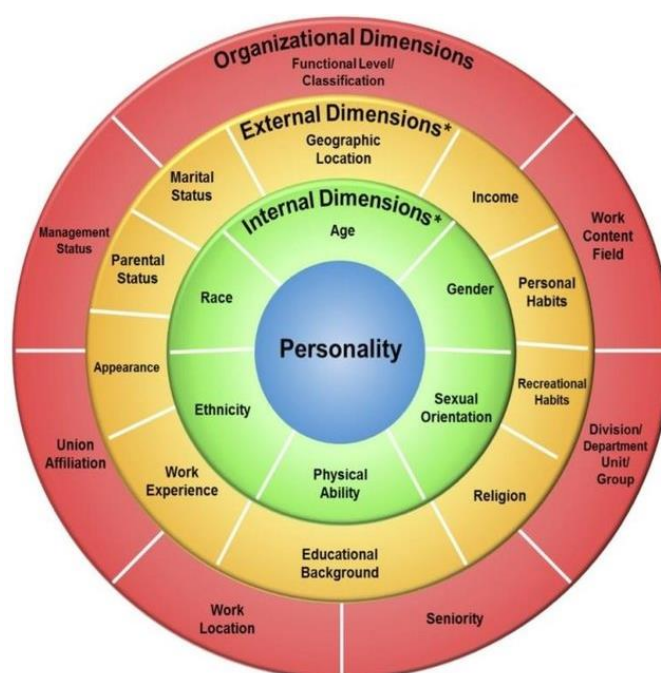 Organizational Dimensions
Functional Level/
Classification
External Dimensions*
Geographic
Location
Marital
Status
Income
Internal Dimensions*
Age
Management
Status
Work
Content
Field
Parental
Status
Personal
Habits
Race
Gender
Personality
Appearance
Recreational
Habits
Ethnicity
Sexual
Orientation
Union
Affiliation
Division/
Department
Unit/
Group
Work
Experience
Physical
Ability
Religion
Educational
Background
Work
Location
Seniority